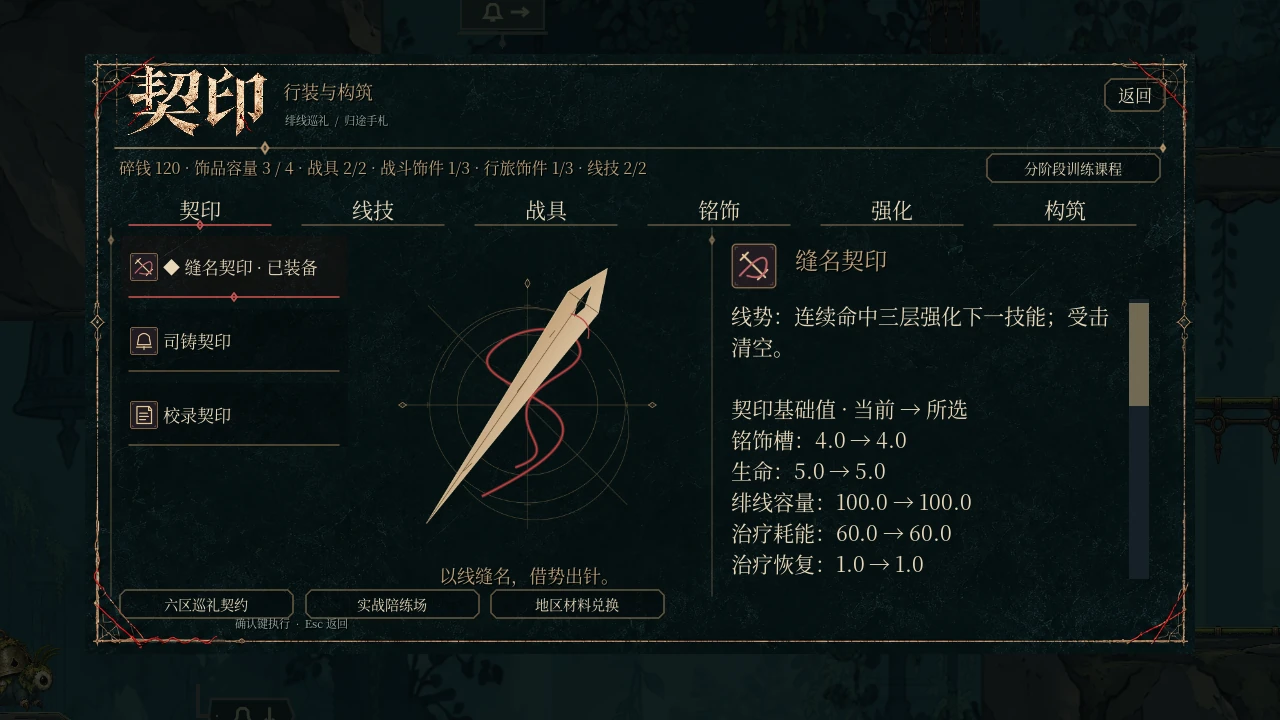 契印
行装与构筑
绯线巡礼 / 归途手札
返回
碎钱 120 · 饰品容量 3 / 4 · 战具 2/2 · 战斗饰件 1/3 · 行旅饰件 1/3 · 线技 2/2
分阶段训练课程
契印 线技 战具 铭饰 强化 构筑
◆ 缝名契印 · 已装备
司铸契印
校录契印
以线缝名，借势出针。
缝名契印
线势：连续命中三层强化下一技能；受击
清空。
契印基础值 · 当前 → 所选
铭饰槽：4.0 → 4.0
生命：5.0 → 5.0
绯线容量：100.0 → 100.0
治疗耗能：60.0 → 60.0
治疗恢复：1.0 → 1.0
六区巡礼契约 实战陪练场 地区材料兑换
确认键执行 · Esc 返回